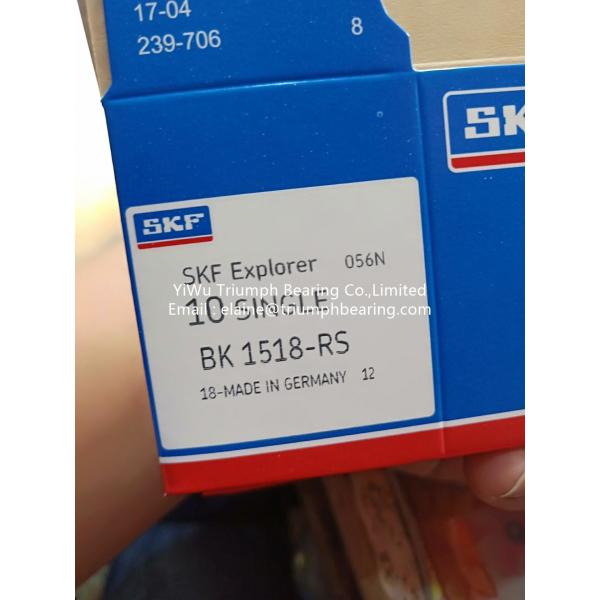 17-04
239-706 8
SKF
SKF
SKF Explorer 056N
YiWu Triumph Bearing Co.,Limited
10 SINGLE
Email : elaine@triumphbearing.com
BK 1518-RS
18-MADE IN GERMANY 12